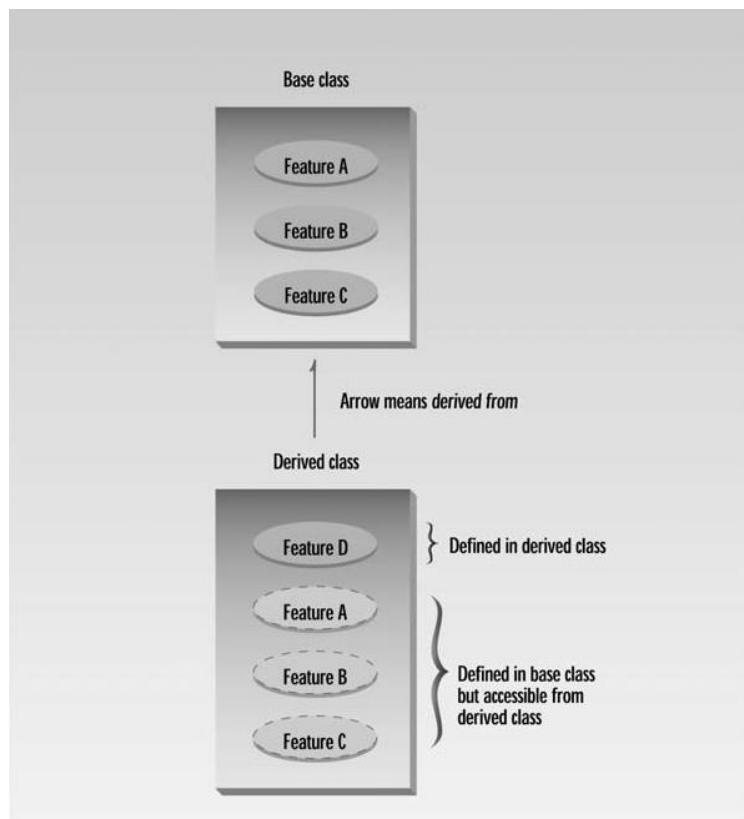 Base class
Feature A
Feature B
Feature C
Arrow means derived from
Derived class
Feature D
Defined in derived class
Feature A
Feature B
Feature C
Defined in base class
but accessible from
derived class